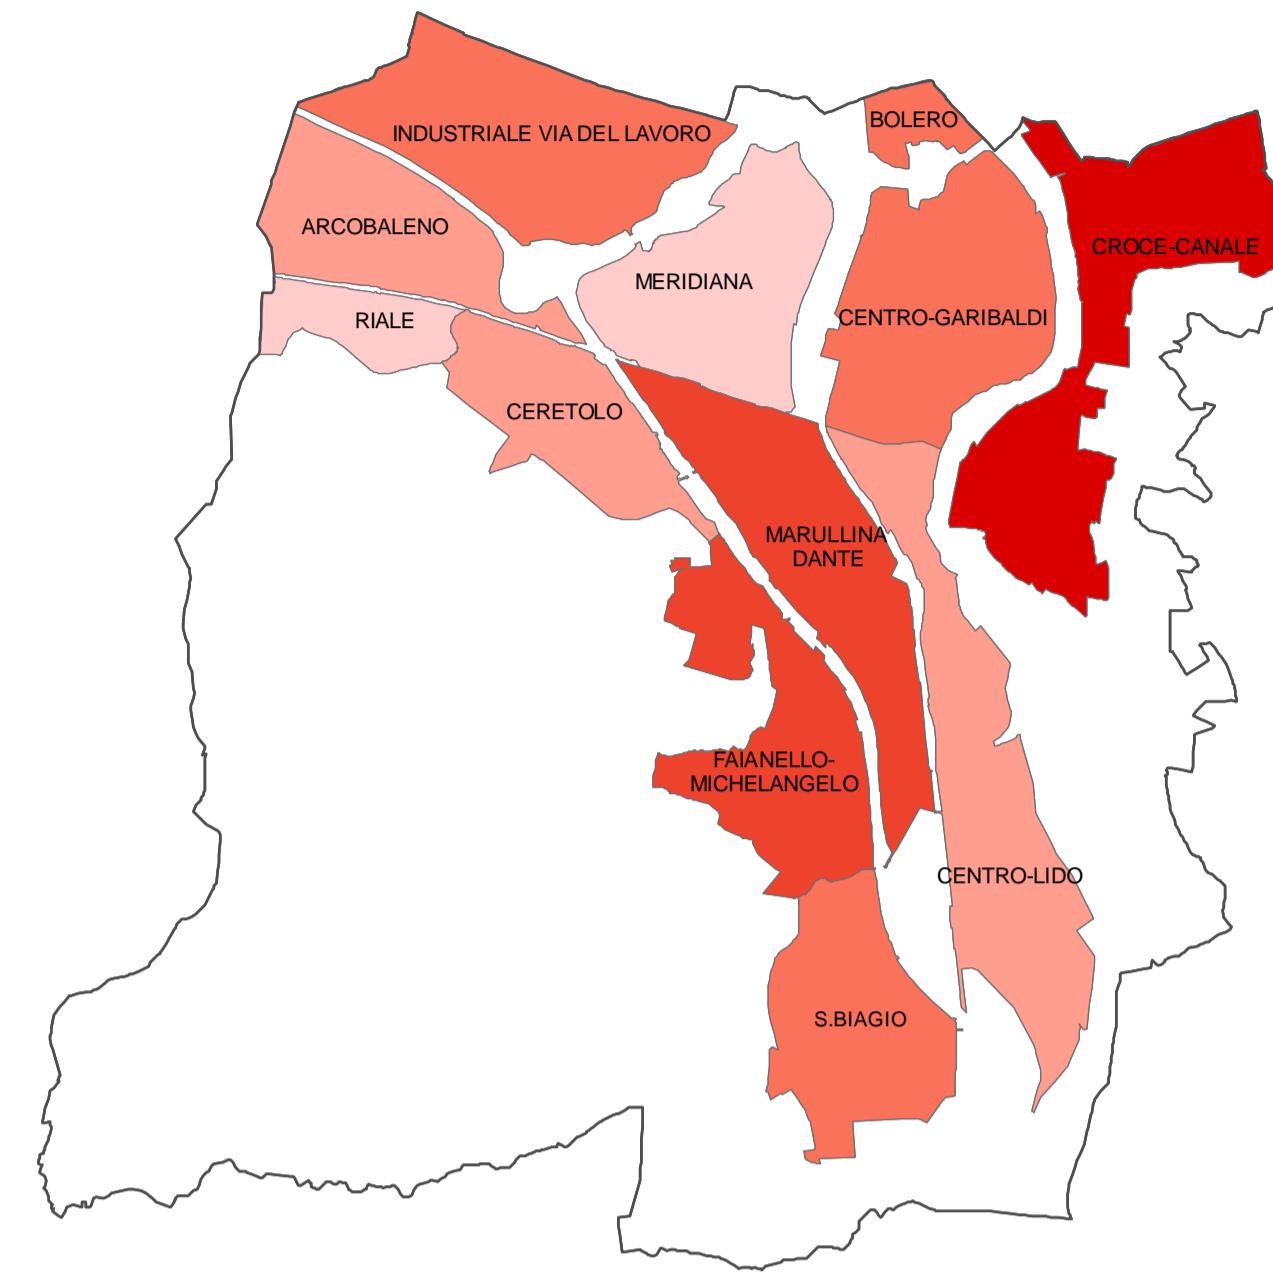 BOLERO
INDUSTRIALE VIA DEL LAVORO
ARCOBALENO
CROCE-CANALE
MERIDIANA
RIALE
CENTRO-GARIBALDI
CERETOLO
MARULLINA
DANTE
FAIANELLO-
MICHELANGELO
CENTRO-LIDO
S.BIAGIO